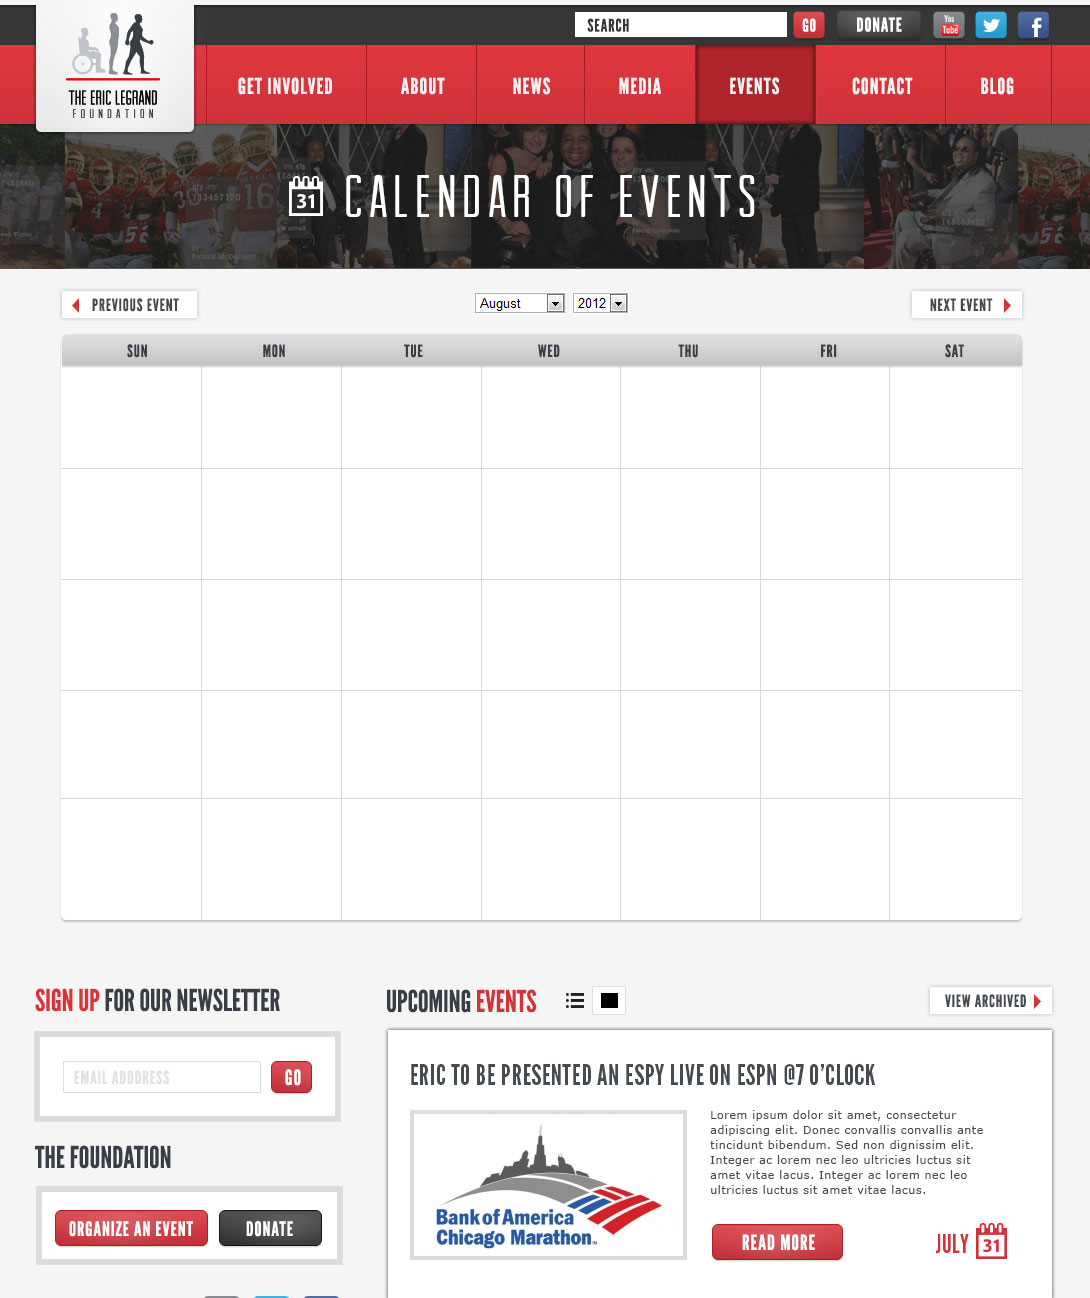 SEARCH
GO
DONATE
You
Tube
THE ERIC LEGRAND
FOUNDATION
GET INVOLVED
ABOUT
NEWS
MEDIA
EVENTS
CONTACT
BLOG
31 CALENDAR OF EVENTS
PREVIOUS EVENT
August
2012
NEXT EVENT
SUN
MON
TUE
WED
THU
FRI
SAT
SIGN UP FOR OUR NEWSLETTER
EMAIL ADDDRESS
GO
THE FOUNDATION
ORGANIZE AN EVENT
DONATE
UPCOMING EVENTS
VIEW ARCHIVED
ERIC TO BE PRESENTED AN ESPY LIVE ON ESPN @7 O'CLOCK
Bank of America
Chicago Marathon
Lorem ipsum dolor sit amet, consectetur
adipiscing elit. Donec convallis convallis ante
tincidunt bibendum. Sed non dignissim elit.
Integer ac lorem nec leo ultricies luctus sit
amet vitae lacus. Integer ac lorem nec leo
ultricies luctus sit amet vitae lacus.
READ MORE
JULY 31